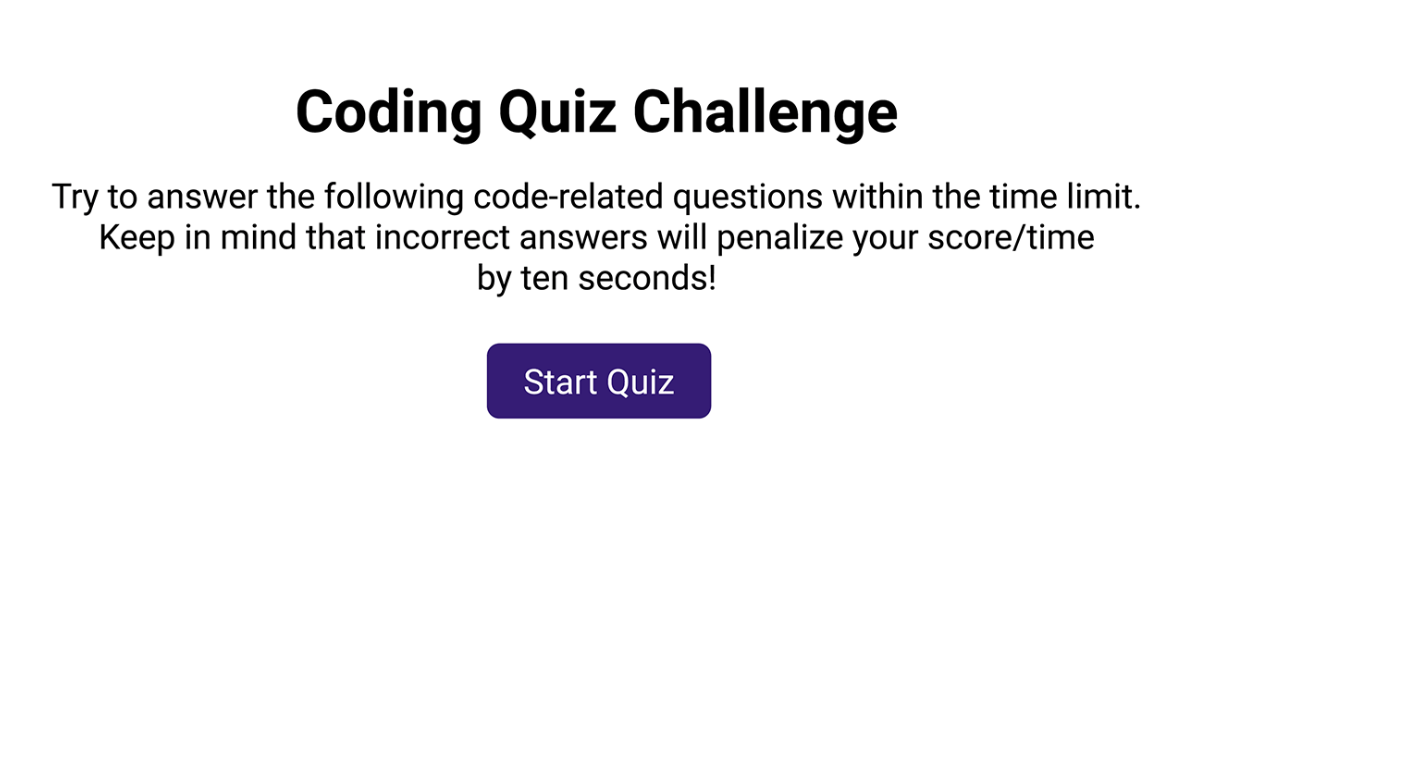 Coding Quiz Challenge
Try to answer the following code-related questions within the time limit.
Keep in mind that incorrect answers will penalize your score/time
by ten seconds!
Start Quiz